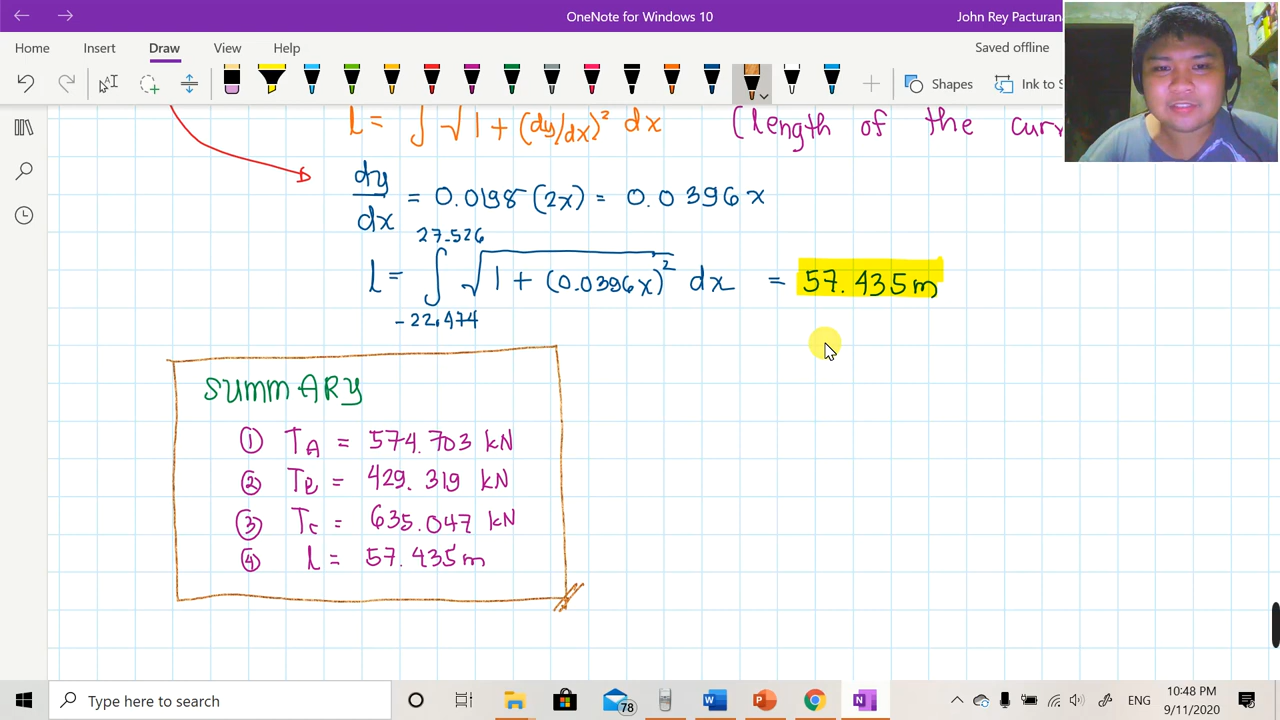 OneNote for Windows 10
John Rey Pacturan
Home Insert Draw View Help
Saved offline
Shapes
Ink to S
l = ∫ √1 + (dy/dx)² dx (length of the curv
dy/dx = 0.0198 (2x) = 0.0396x
l = ∫ 27.526 -22.474 √1 + (0.0396x)² dx = 57.435m
SUMMARY
① TA = 574.703 kN
② TB = 429.319 kN
③ TC = 635.047 kN
④ l = 57.435m
Type here to search
78
ENG
10:48 PM
9/11/2020